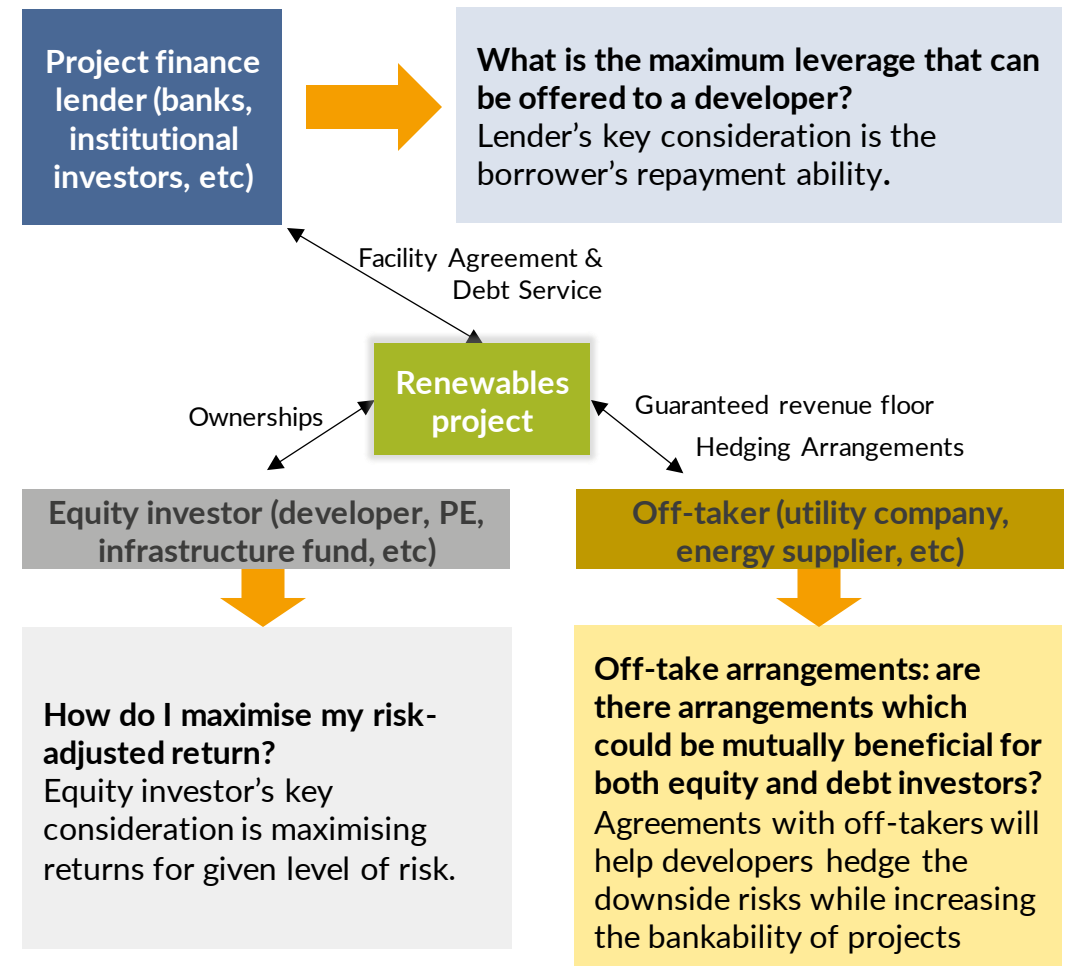 Project finance
lender (banks,
institutional
investors, etc)
What is the maximum leverage that can
be offered to a developer?
Lender’s key consideration is the
borrower’s repayment ability.
Facility Agreement &
Debt Service
Renewables
project
Ownerships
Guaranteed revenue floor
Hedging Arrangements
Equity investor (developer, PE,
infrastructure fund, etc)
Off-taker (utility company,
energy supplier, etc)
How do I maximise my risk-
adjusted return?
Equity investor’s key
consideration is maximising
returns for given level of risk.
Off-take arrangements: are
there arrangements which
could be mutually beneficial for
both equity and debt investors?
Agreements with off-takers will
help developers hedge the
downside risks while increasing
the bankability of projects